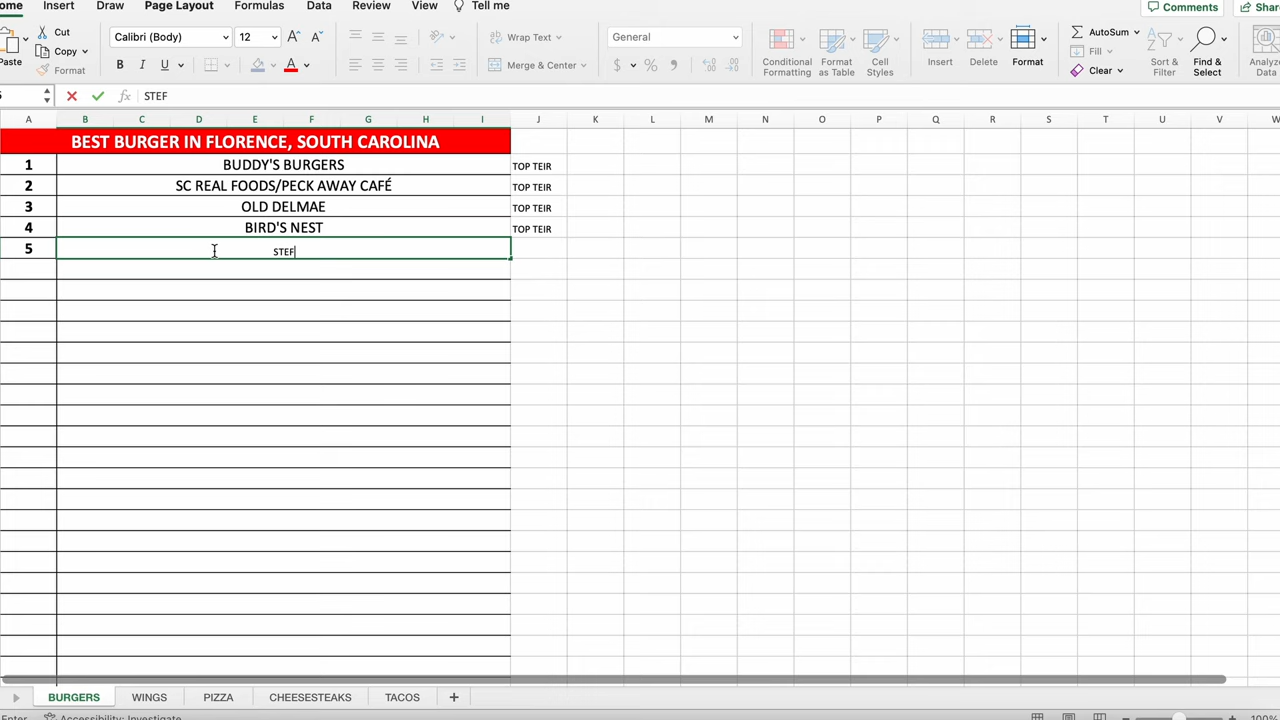 ome Insert Draw Page Layout Formulas Data Review View Tell me Comments Shar
Paste Cut Copy Format
Calibri (Body) 12 A A
B I U A
Wrap Text
Merge & Center
General
$ % 
Conditional Formatting Format as Table Cell Styles
Insert Delete Format
AutoSum Fill Clear
Sort & Filter Find & Select Analyz Data
5 fx STEF
A B C D E F G H I J K L M N O P Q R S T U V W
BEST BURGER IN FLORENCE, SOUTH CAROLINA
1 BUDDY'S BURGERS TOP TEIR
2 SC REAL FOODS/PECK AWAY CAFÉ TOP TEIR
3 OLD DELMAE TOP TEIR
4 BIRD'S NEST TOP TEIR
5 STEF
BURGERS WINGS PIZZA CHEESESTEAKS TACOS +
Enter Accessibility: Investigate 100%